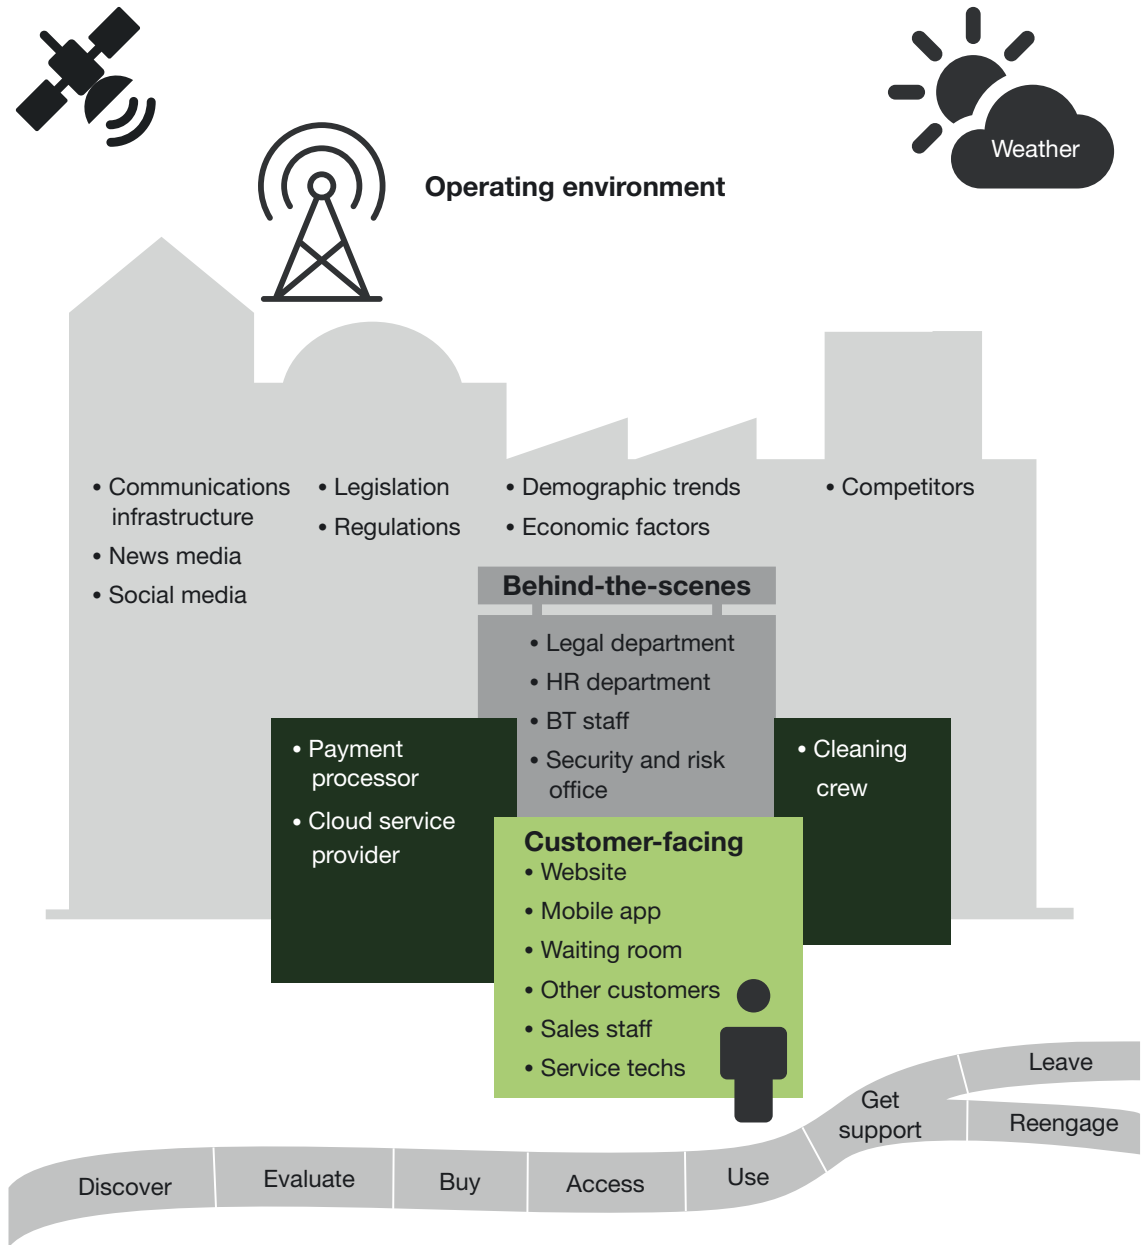 Weather
Operating environment
• Communications
infrastructure
• News media
• Social media
• Legislation
• Regulations
• Demographic trends
• Economic factors
• Competitors
Behind-the-scenes
• Legal department
• HR department
• BT staff
• Security and risk
office
• Payment
processor
• Cloud service
provider
• Cleaning
crew
Customer-facing
• Website
• Mobile app
• Waiting room
• Other customers
• Sales staff
• Service techs
Discover
Evaluate
Buy
Access
Use
Get
support
Leave
Reengage